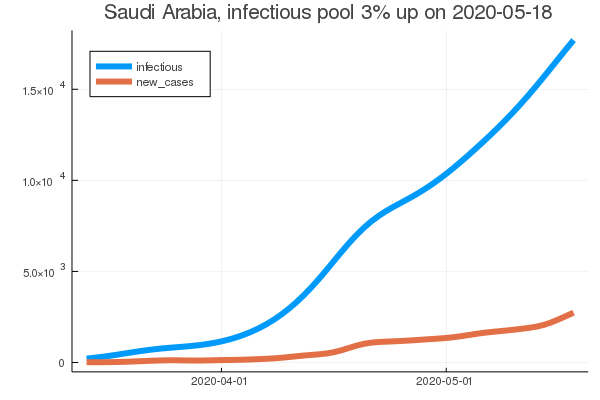 Saudi Arabia, infectious pool 3% up on 2020-05-18
infectious
new_cases
1.5×10⁴
1.0×10⁴
5.0×10³
0
2020-04-01
2020-05-01